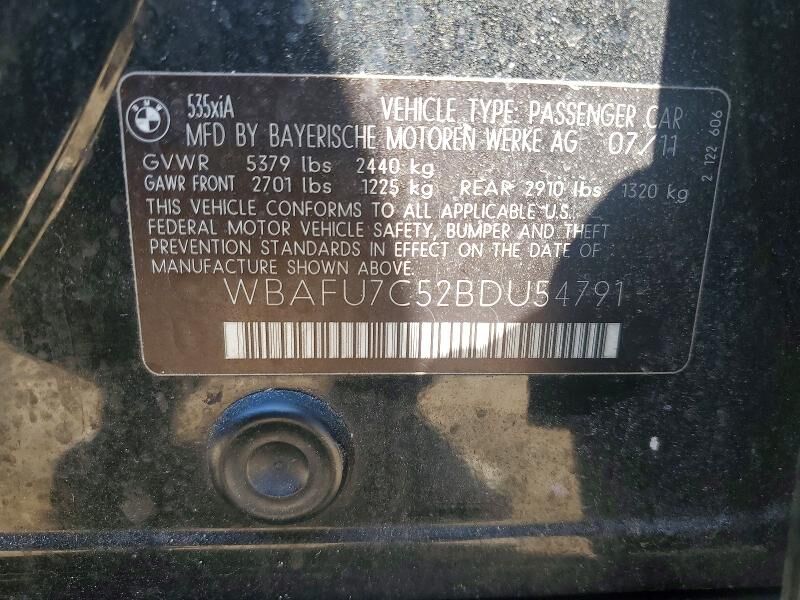 BMW
535xiA VEHICLE TYPE: PASSENGER CAR
MFD BY BAYERISCHE MOTOREN WERKE AG 07/11
GVWR 5379 lbs 2440 kg
GAWR FRONT 2701 lbs 1225 kg REAR 2910 lbs 1320 kg
THIS VEHICLE CONFORMS TO ALL APPLICABLE U.S.
FEDERAL MOTOR VEHICLE SAFETY, BUMPER AND THEFT
PREVENTION STANDARDS IN EFFECT ON THE DATE OF
MANUFACTURE SHOWN ABOVE.
WBAFU7C52BDU54791
2 122 606